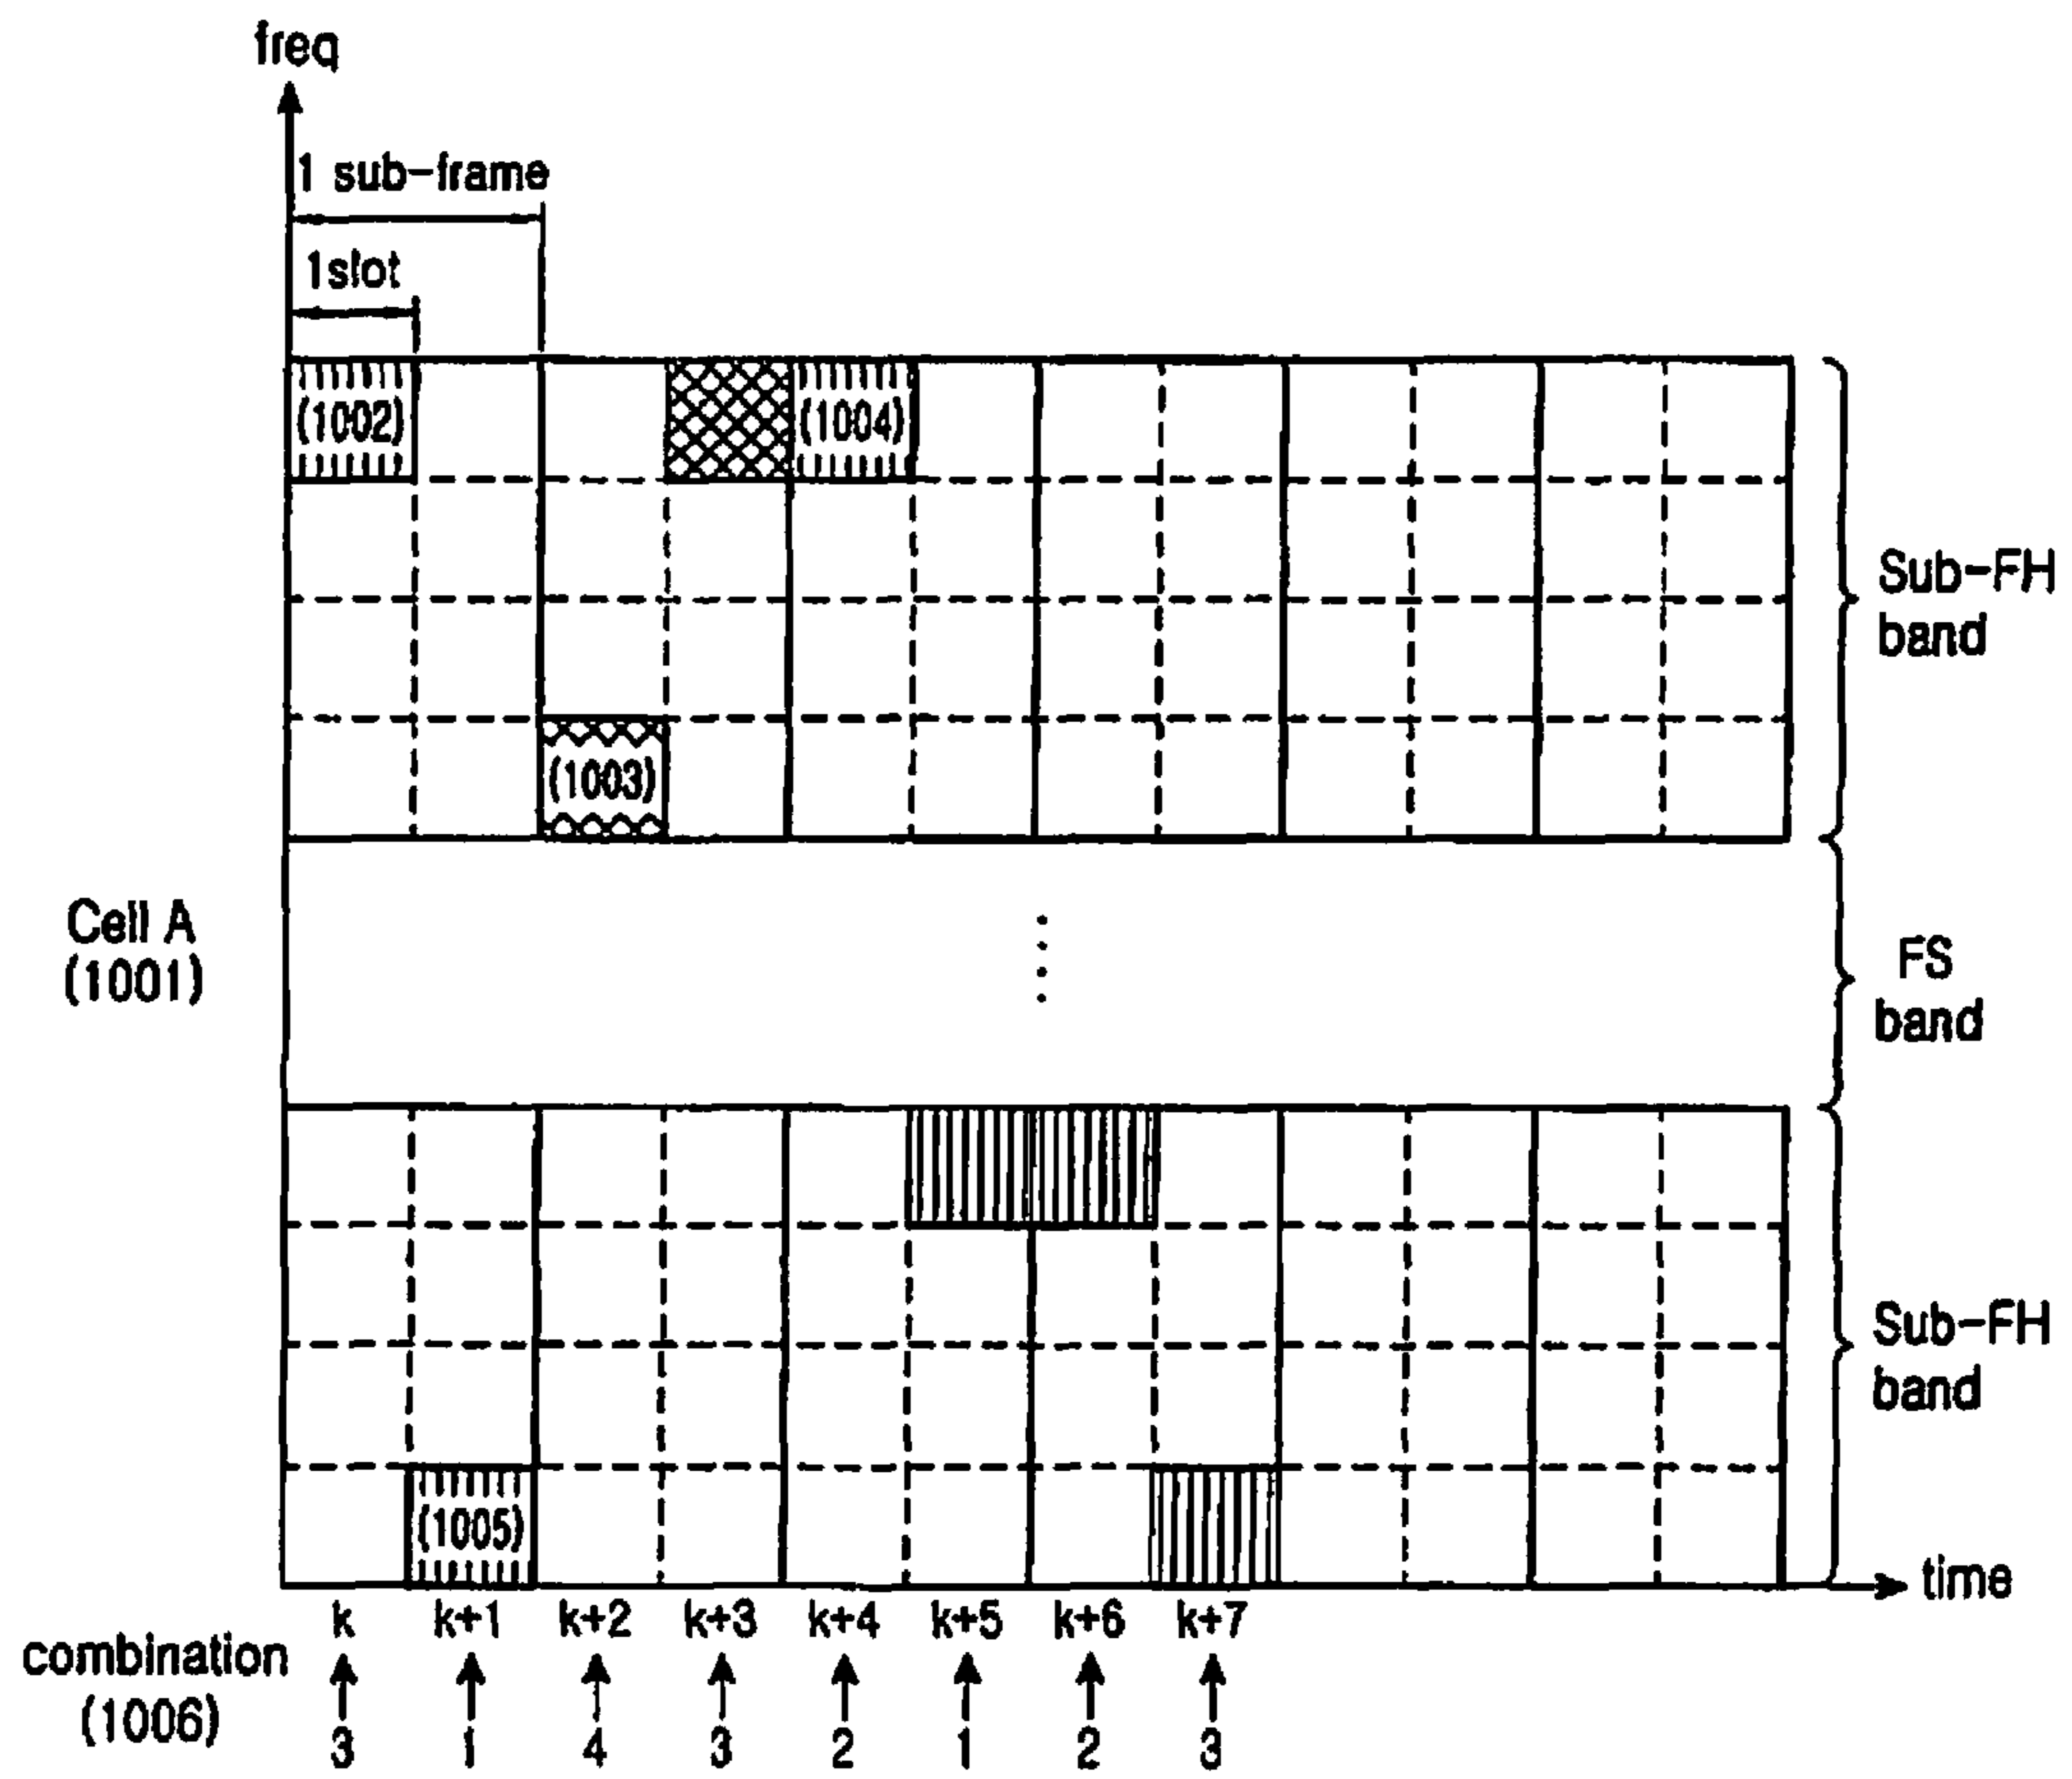 freq
1 sub-frame
1slot
(1002)
(1004)
Sub-FH
band
(1003)
Cell A
(1001)
FS
band
Sub-FH
band
(1005)
time
k k+1 k+2 k+3 k+4 k+5 k+6 k+7
combination
(1006)
3 1 4 3 2 1 2 3